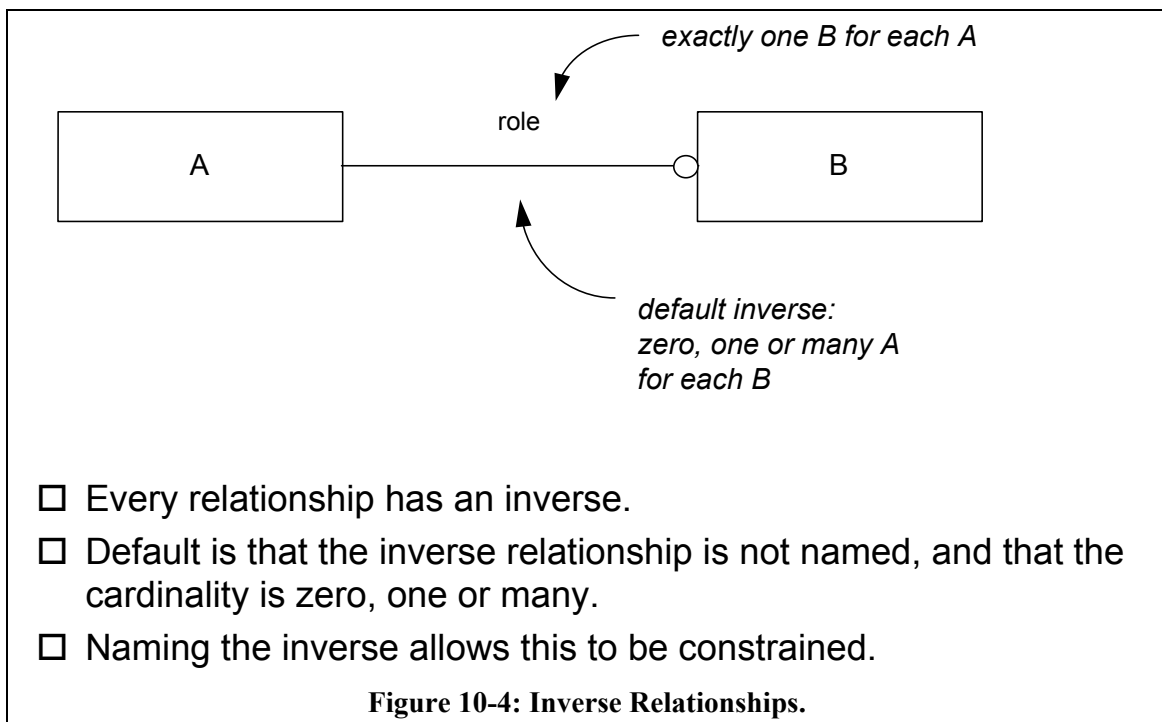 exactly one B for each A
role
A
B
default inverse:
zero, one or many A
for each B
□ Every relationship has an inverse.
□ Default is that the inverse relationship is not named, and that the
cardinality is zero, one or many.
□ Naming the inverse allows this to be constrained.
Figure 10-4: Inverse Relationships.